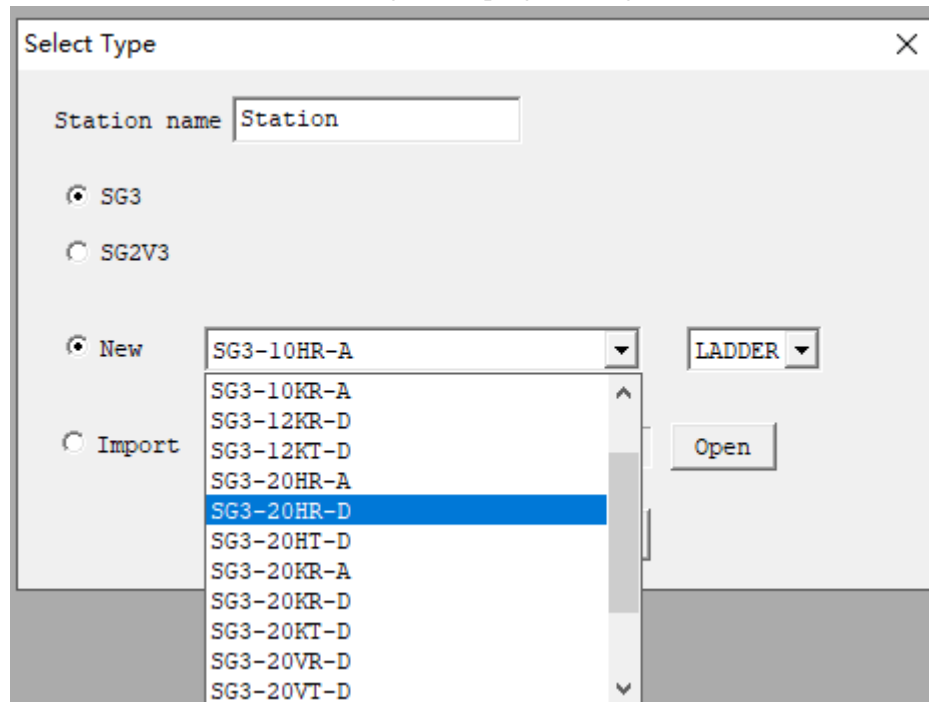 Select Type
Station name Station
SG3
SG2V3
New SG3-10HR-A LADDER
SG3-10KR-A
SG3-12KR-D
Import SG3-12KT-D Open
SG3-20HR-A
SG3-20HR-D
SG3-20HT-D
SG3-20KR-A
SG3-20KR-D
SG3-20KT-D
SG3-20VR-D
SG3-20VT-D